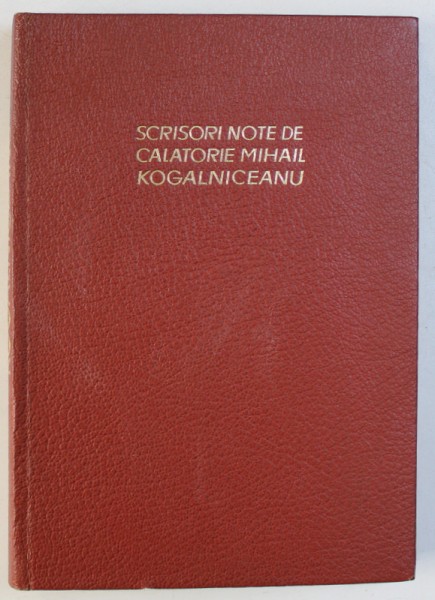 SCRISORI NOTE DE
CALATORIE MIHAIL
KOGALNICEANU